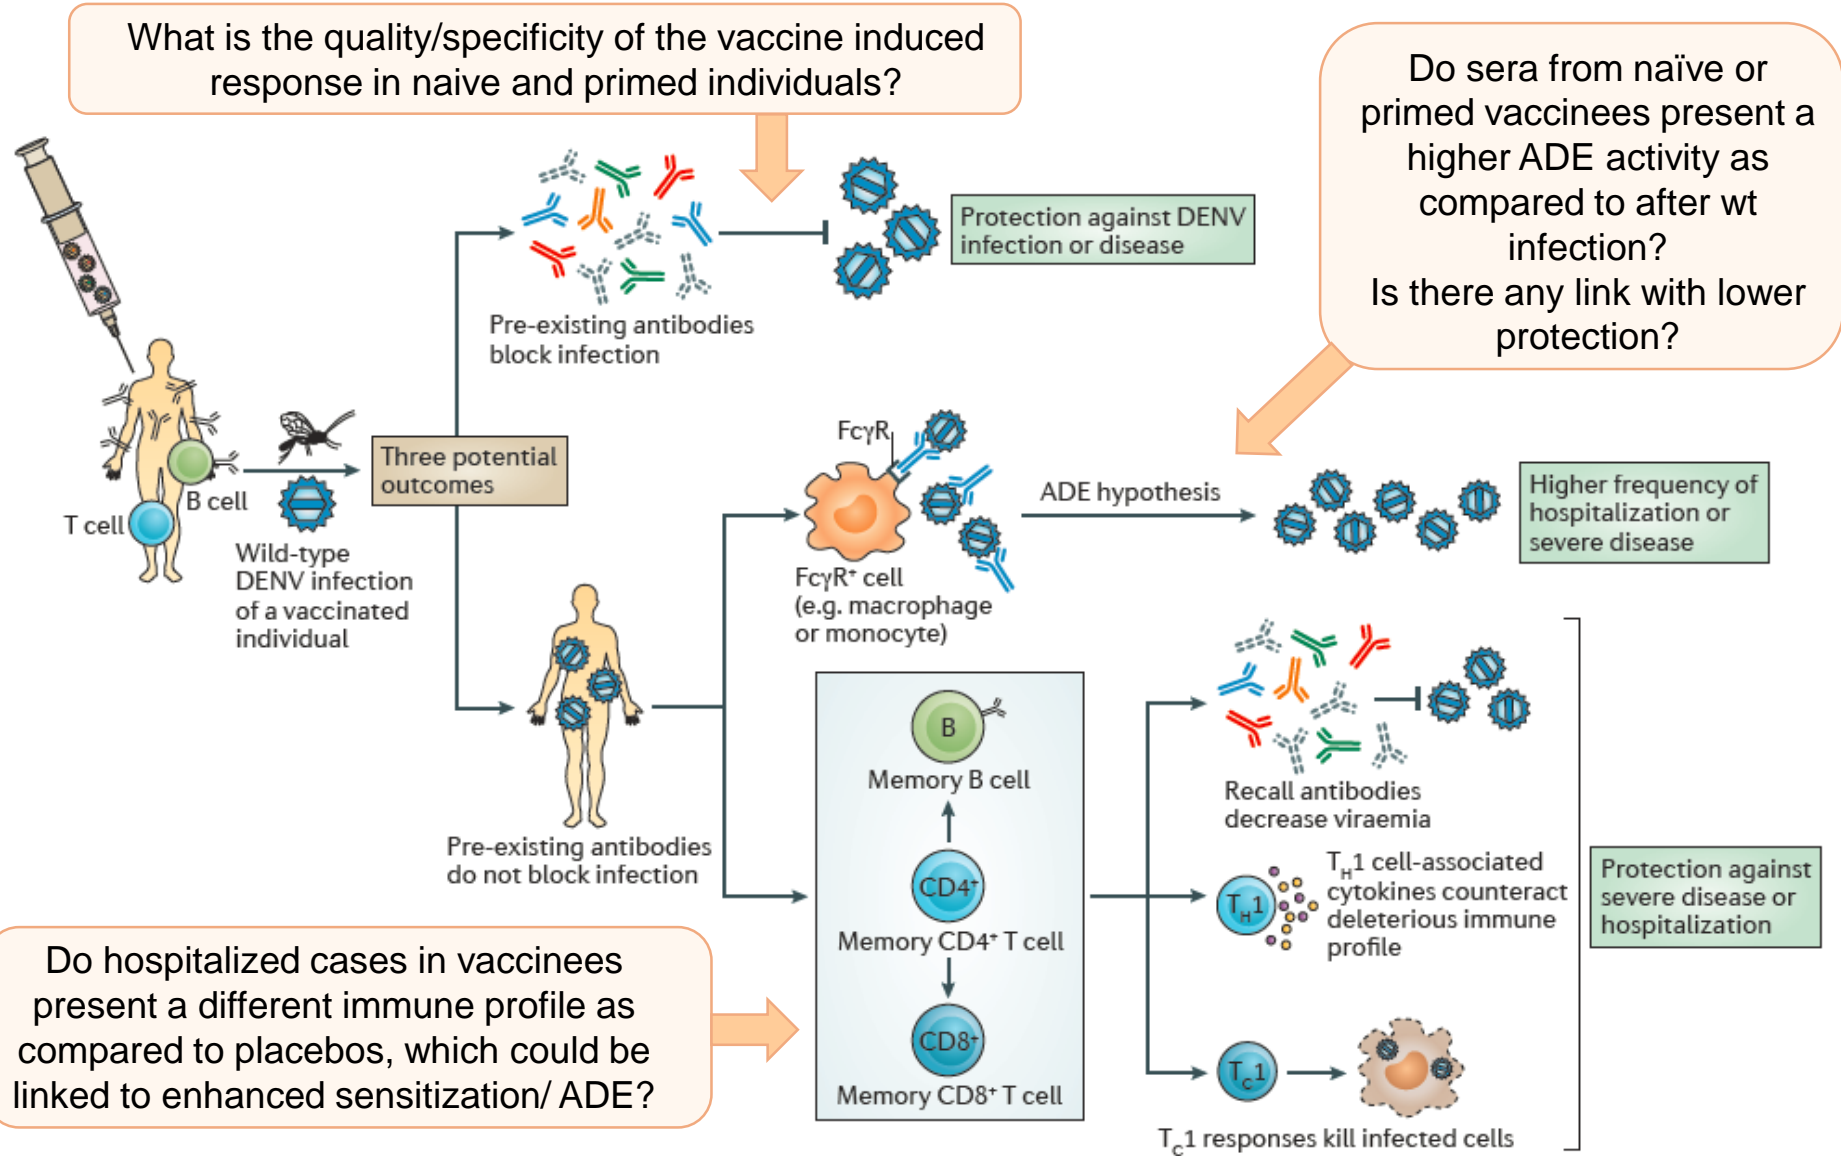 What is the quality/specificity of the vaccine induced
response in naive and primed individuals?
Do sera from naïve or
primed vaccinees present a
higher ADE activity as
compared to after wt
infection?
Is there any link with lower
protection?
Protection against DENV
infection or disease
Pre-existing antibodies
block infection
FcγR
Three potential
outcomes
B cell
T cell
Wild-type
DENV infection
of a vaccinated
individual
ADE hypothesis
Higher frequency of
hospitalization or
severe disease
FcγR⁺ cell
(e.g. macrophage
or monocyte)
B
Memory B cell
Recall antibodies
decrease viraemia
Pre-existing antibodies
do not block infection
CD4⁺
Memory CD4⁺ T cell
T_H1
T_H1 cell-associated
cytokines counteract
deleterious immune
profile
Protection against
severe disease or
hospitalization
Do hospitalized cases in vaccinees
present a different immune profile as
compared to placebos, which could be
linked to enhanced sensitization/ ADE?
CD8⁺
Memory CD8⁺ T cell
T_C1
T_C1 responses kill infected cells